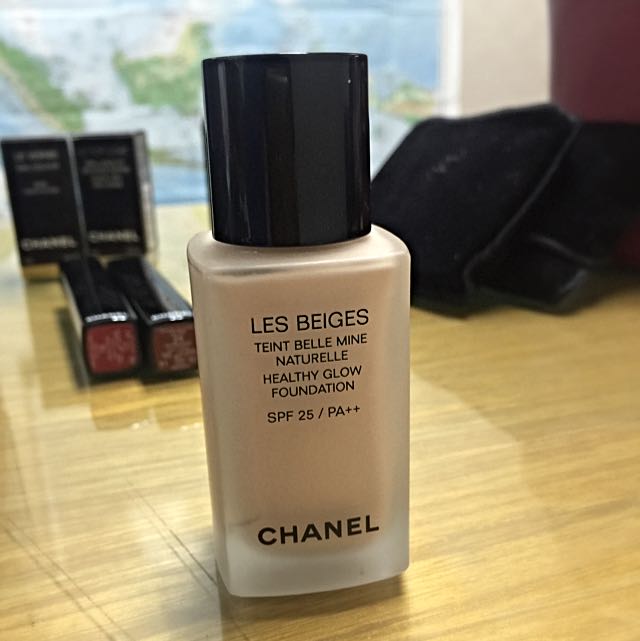 LES BEIGES
TEINT BELLE MINE
NATURELLE
HEALTHY GLOW
FOUNDATION
SPF 25 / PA++
CHANEL
CHANEL
CHANEL